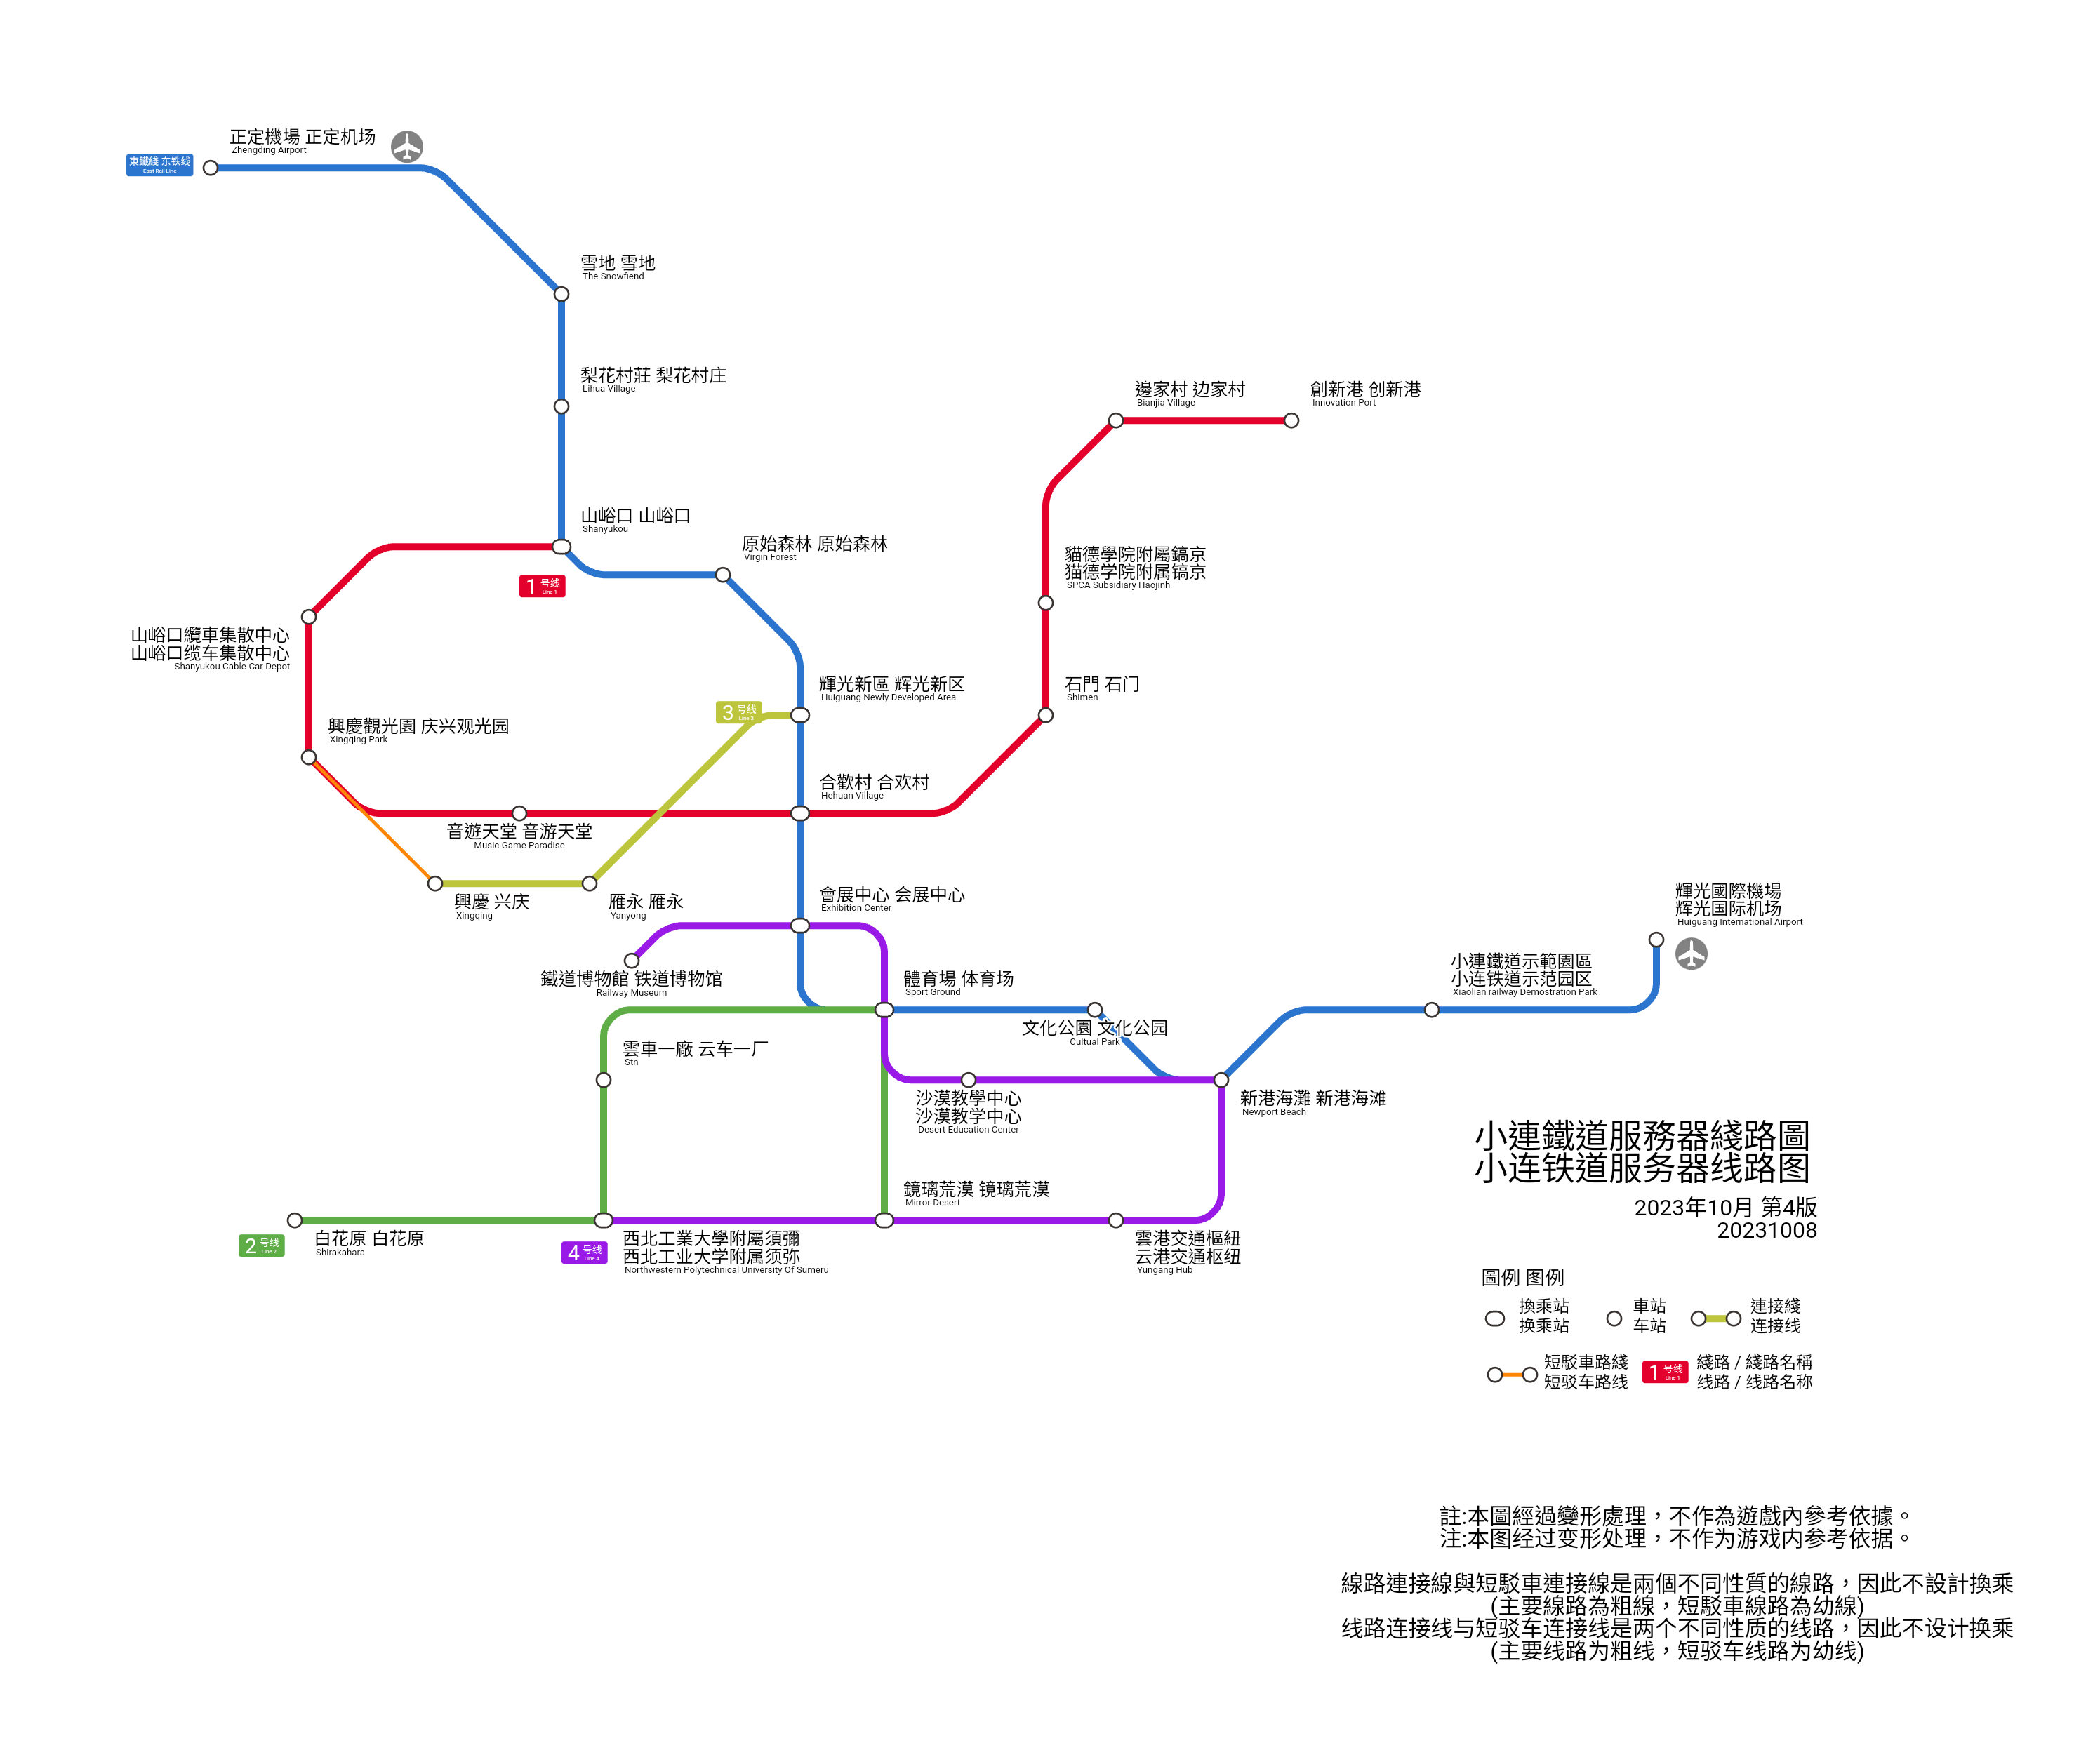 正定機場 正定机场
Zhengding Airport
東鐵綫 东铁线
East Rail Line
雪地 雪地
The Snowfiend
梨花村莊 梨花村庄
Lihua Village
邊家村 边家村
Bianjia Village
創新港 创新港
Innovation Port
山峪口 山峪口
Shanyukou
原始森林 原始森林
Virgin Forest
1 号线
Line 1
貓德學院附屬鎬京
猫德学院附属镐京
SPCA Subsidiary Haojinh
山峪口纜車集散中心
山峪口缆车集散中心
Shanyukou Cable-Car Depot
輝光新區 辉光新区
Huiguang Newly Developed Area
石門 石门
Shimen
3 号线
Line 3
興慶觀光園 庆兴观光园
Xingqing Park
合歡村 合欢村
Hehuan Village
音遊天堂 音游天堂
Music Game Paradise
興慶 兴庆
Xingqing
雁永 雁永
Yanyong
會展中心 会展中心
Exhibition Center
輝光國際機場
辉光国际机场
Huiguang International Airport
鐵道博物館 铁道博物馆
Railway Museum
體育場 体育场
Sport Ground
小連鐵道示範園區
小连铁道示范园区
Xiaolian railway Demostration Park
文化公園 文化公园
Cultual Park
雲車一廠 云车一厂
Stn
沙漠教學中心
沙漠教学中心
Desert Education Center
新港海灘 新港海滩
Newport Beach
小連鐵道服務器綫路圖
小连铁道服务器线路图
2023年10月 第4版
20231008
鏡璃荒漠 镜璃荒漠
Mirror Desert
2 号线
Line 2
白花原 白花原
Shirakahara
4 号线
Line 4
西北工業大學附屬須彌
西北工业大学附属须弥
Northwestern Polytechnical University Of Sumeru
雲港交通樞紐
云港交通枢纽
Yungang Hub
圖例 图例
換乘站
换乘站
車站
车站
連接綫
连接线
短駁車路綫
短驳车路线
1 号线
Line 1
綫路 / 綫路名稱
线路 / 线路名称
註:本圖經過變形處理，不作為遊戲內參考依據。
注:本图经过变形处理，不作为游戏内参考依据。
線路連接線與短駁車連接線是兩個不同性質的線路，因此不設計換乘
(主要線路為粗線，短駁車線路為幼線)
线路连接线与短驳车连接线是两个不同性质的线路，因此不设计换乘
(主要线路为粗线，短驳车线路为幼线)